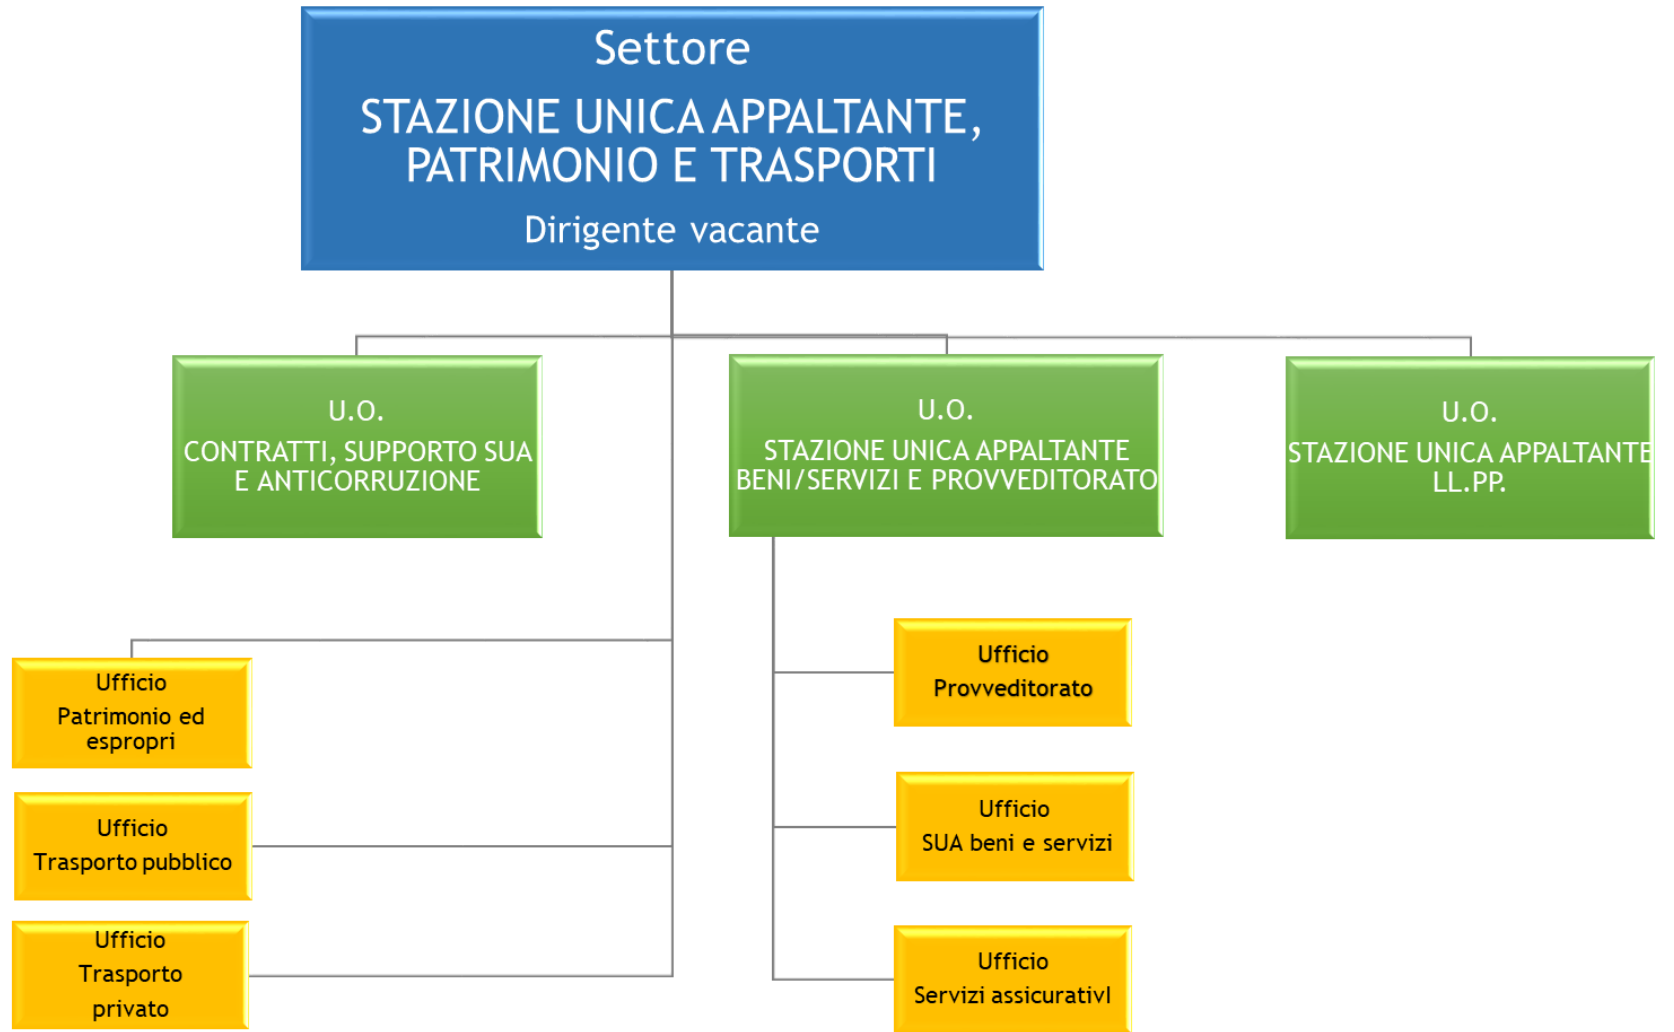 Settore
STAZIONE UNICA APPALTANTE,
PATRIMONIO E TRASPORTI
Dirigente vacante
U.O.
CONTRATTI, SUPPORTO SUA
E ANTICORRUZIONE
U.O.
STAZIONE UNICA APPALTANTE
BENI/SERVIZI E PROVVEDITORATO
U.O.
STAZIONE UNICA APPALTANTE
LL.PP.
Ufficio
Patrimonio ed
espropri
Ufficio
Trasporto pubblico
Ufficio
Trasporto
privato
Ufficio
Provveditorato
Ufficio
SUA beni e servizi
Ufficio
Servizi assicurativI